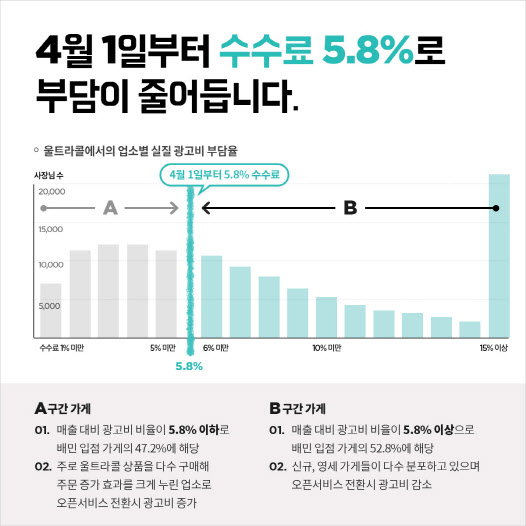 4월 1일부터 수수료 5.8%로
부담이 줄어듭니다.
울트라콜에서의 업소별 실질 광고비 부담율
사장님 수
4월 1일부터 5.8% 수수료
20,000
15,000
10,000
5,000
A
B
수수료 1% 미만
5% 미만
6% 미만
10% 미만
15% 이상
5.8%
A구간 가게
01. 매출 대비 광고비 비율이 5.8% 이하로
배민 입점 가게의 47.2%에 해당
02. 주로 울트라콜 상품을 다수 구매해
주문 증가 효과를 크게 누린 업소로
오픈서비스 전환시 광고비 증가
B구간 가게
01. 매출 대비 광고비 비율이 5.8% 이상으로
배민 입점 가게의 52.8%에 해당
02. 신규, 영세 가게들이 다수 분포하고 있으며
오픈서비스 전환시 광고비 감소